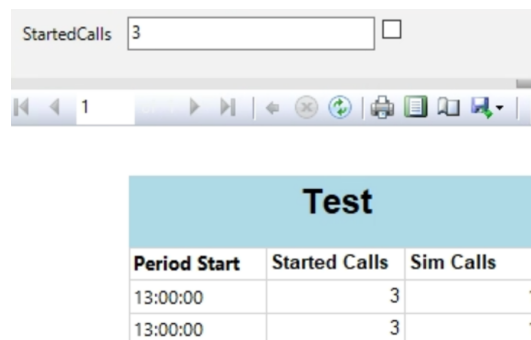 StartedCalls 3
1
Test
Period Start Started Calls Sim Calls
13:00:00 3
13:00:00 3